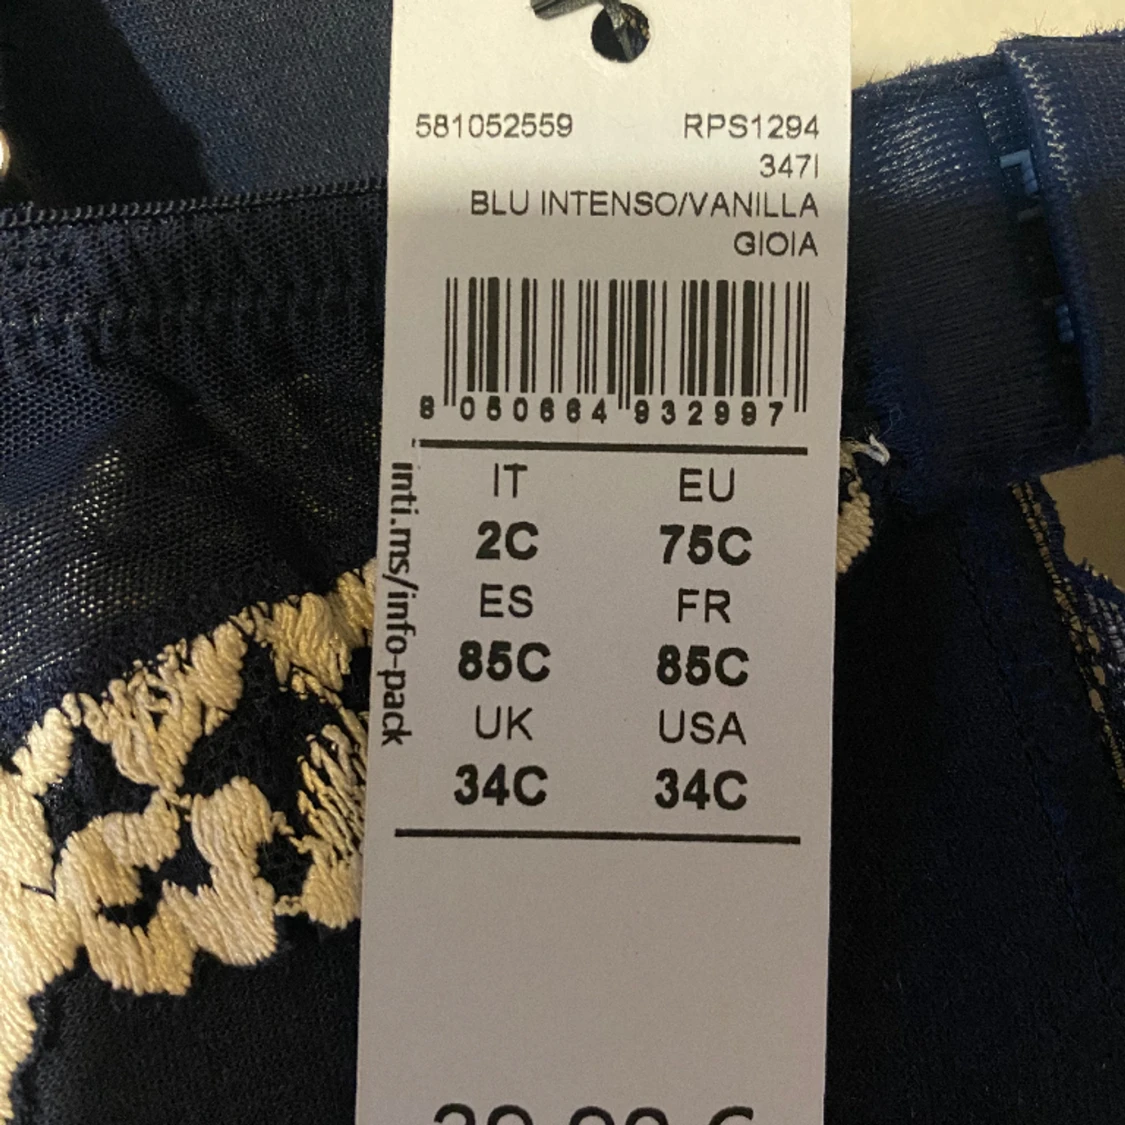 581052559 RPS1294
347I
BLU INTENSO/VANILLA
GIOIA
8 050664 932997
IT EU
2C 75C
ES FR
85C 85C
UK USA
34C 34C
inti.ms/info-pack